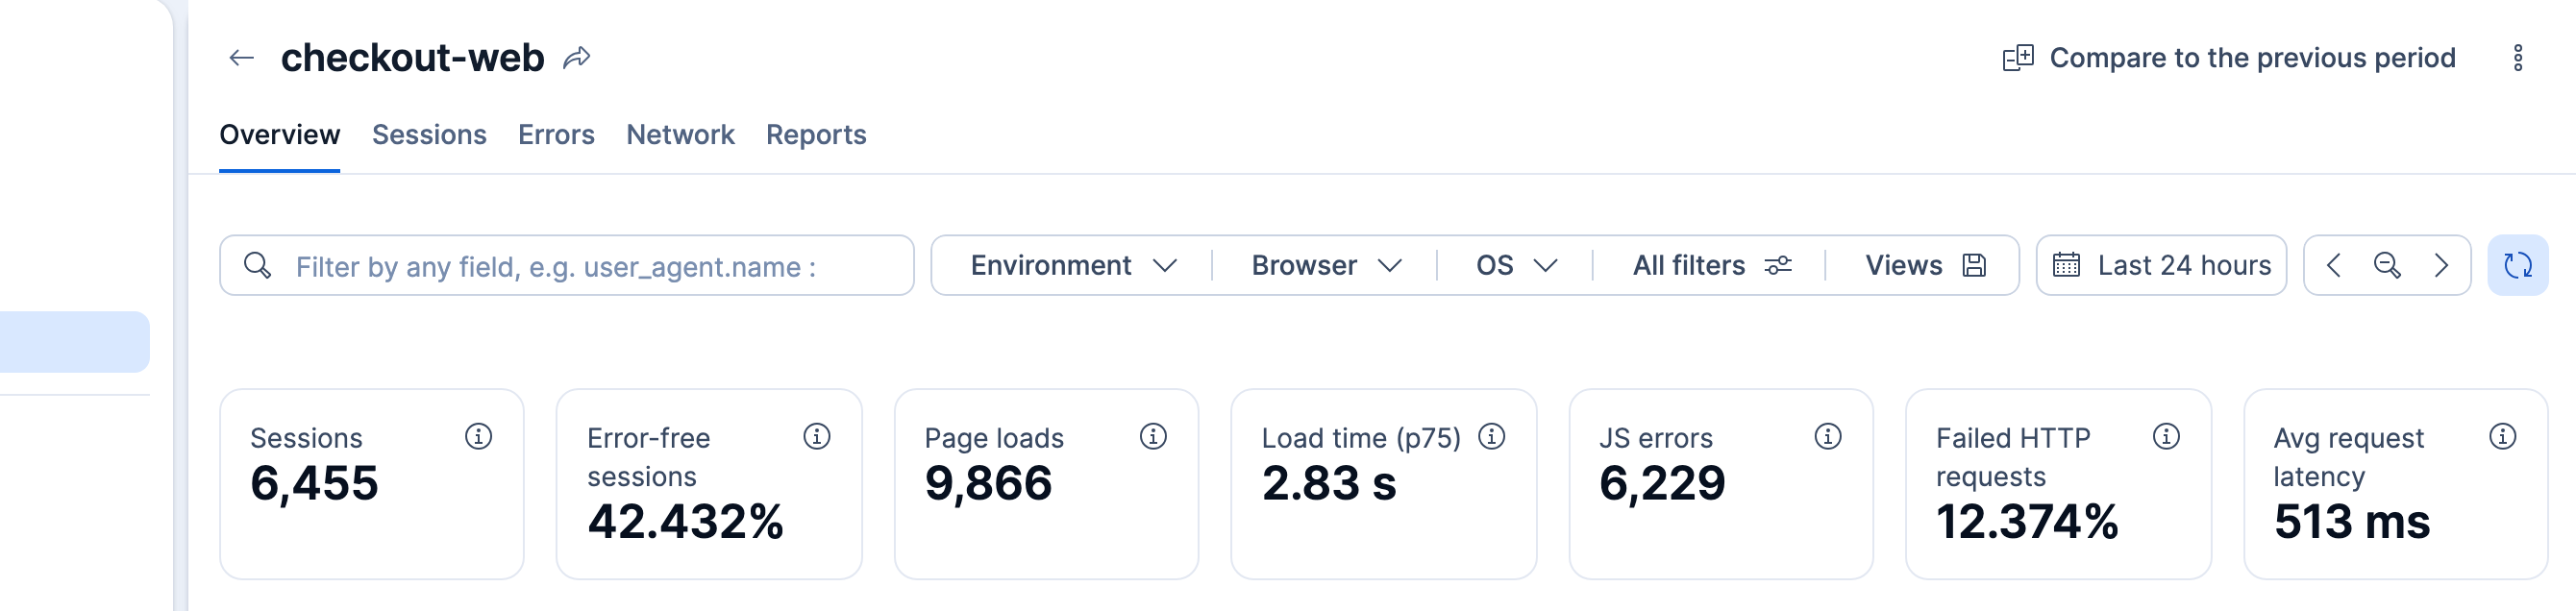 checkout-web
Compare to the previous period
Overview Sessions Errors Network Reports
Filter by any field, e.g. user_agent.name :
Environment Browser OS All filters Views
Last 24 hours
Sessions
6,455
Error-free
sessions
42.432%
Page loads
9,866
Load time (p75)
2.83 s
JS errors
6,229
Failed HTTP
requests
12.374%
Avg request
latency
513 ms